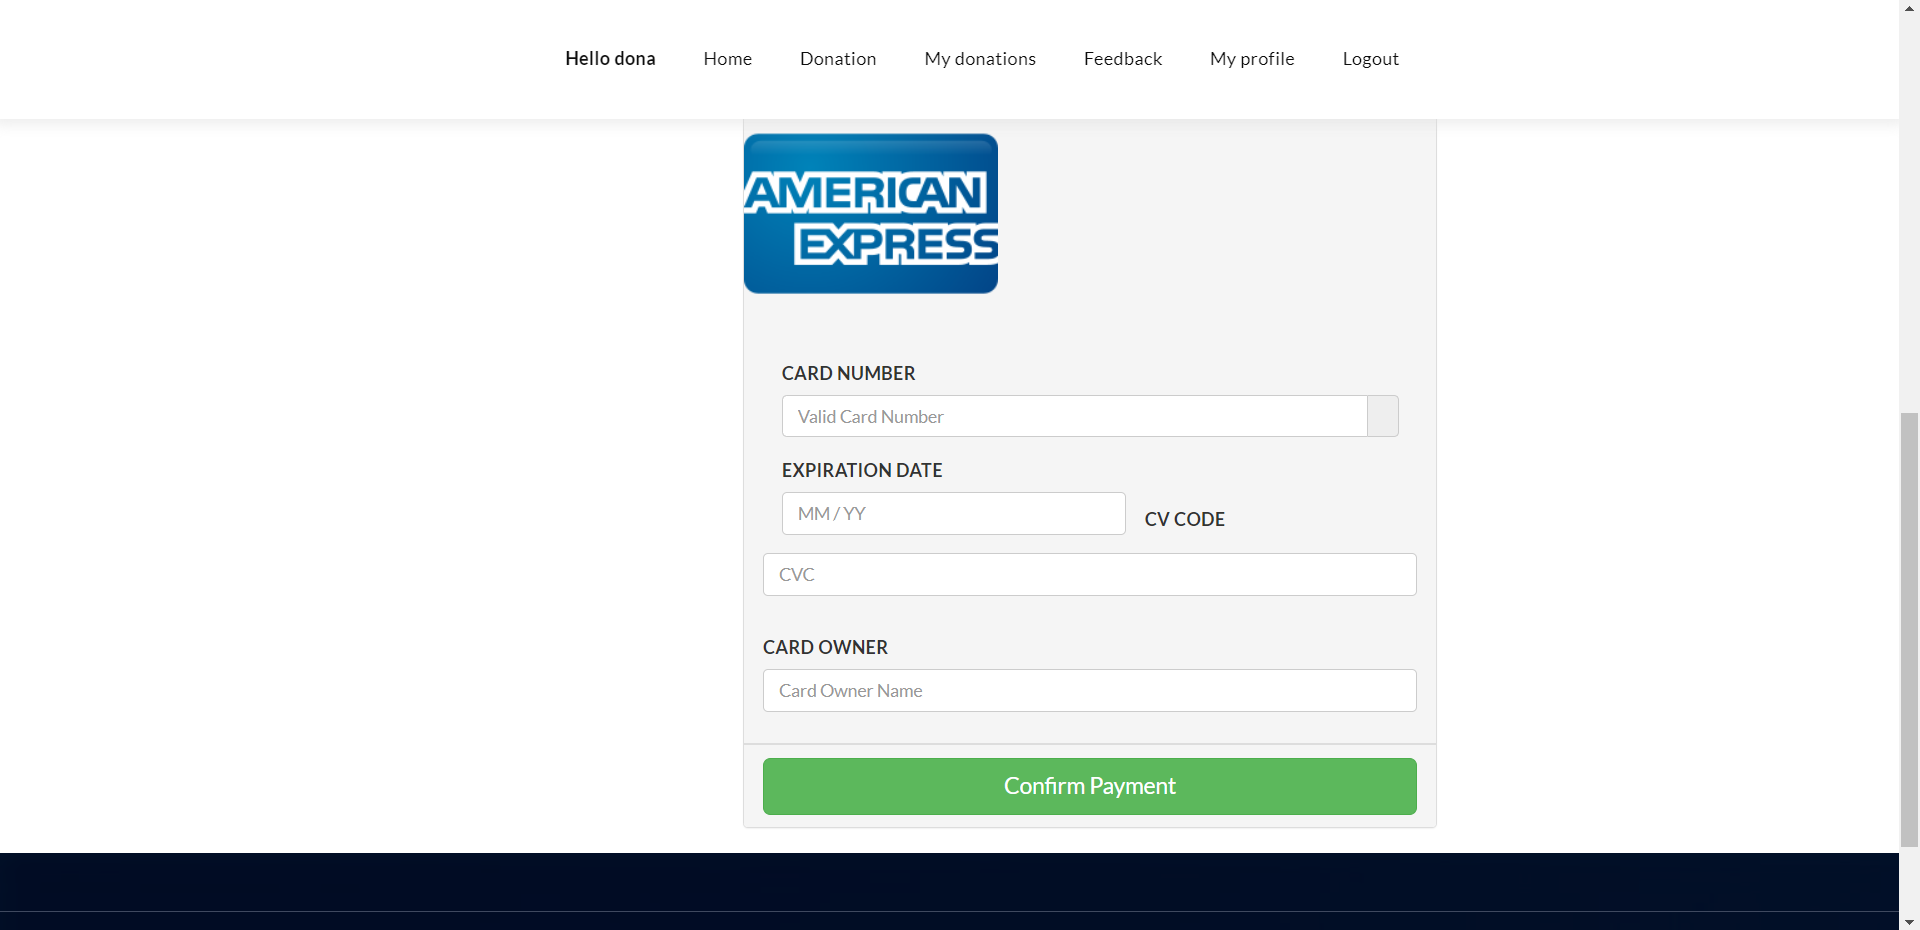 Hello dona Home Donation My donations Feedback My profile Logout
AMERICAN
EXPRESS
CARD NUMBER
Valid Card Number
EXPIRATION DATE
MM / YY
CV CODE
CVC
CARD OWNER
Card Owner Name
Confirm Payment